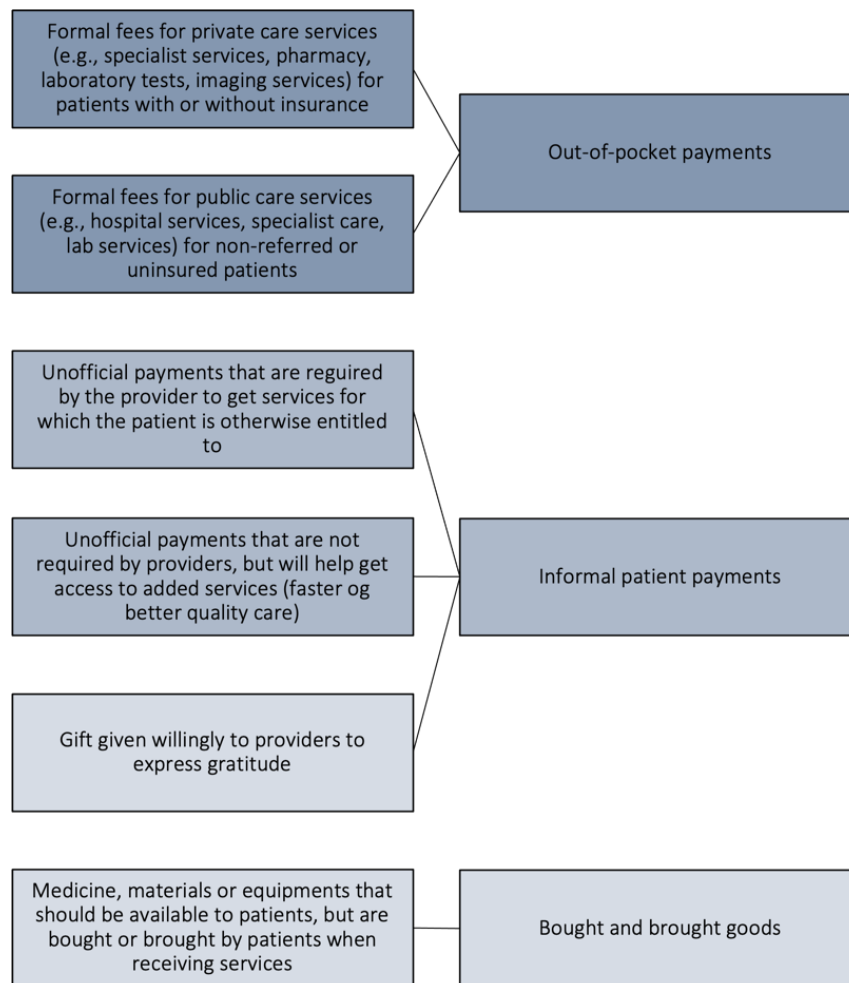 Formal fees for private care services
(e.g., specialist services, pharmacy,
laboratory tests, imaging services) for
patients with or without insurance
Out-of-pocket payments
Formal fees for public care services
(e.g., hospital services, specialist care,
lab services) for non-referred or
uninsured patients
Unofficial payments that are reguired
by the provider to get services for
which the patient is otherwise entitled
to
Unofficial payments that are not
required by providers, but will help get
access to added services (faster og
better quality care)
Informal patient payments
Gift given willingly to providers to
express gratitude
Medicine, materials or equipments that
should be available to patients, but are
bought or brought by patients when
receiving services
Bought and brought goods